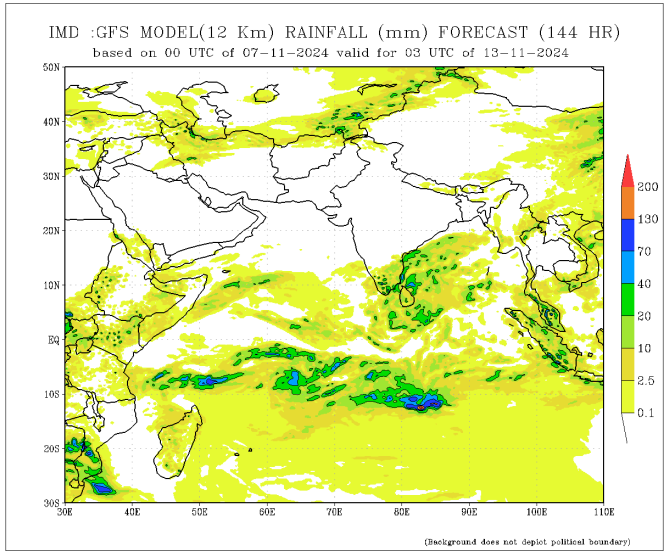 IMD :GFS MODEL(12 Km) RAINFALL (mm) FORECAST (144 HR)
based on 00 UTC of 07-11-2024 valid for 03 UTC of 13-11-2024
50N
40N
30N
20N
10N
EQ
10S
20S
30S
30E 40E 50E 60E 70E 80E 90E 100E 110E
200
130
70
40
20
10
2.5
0.1
(Background does not depict political boundary)